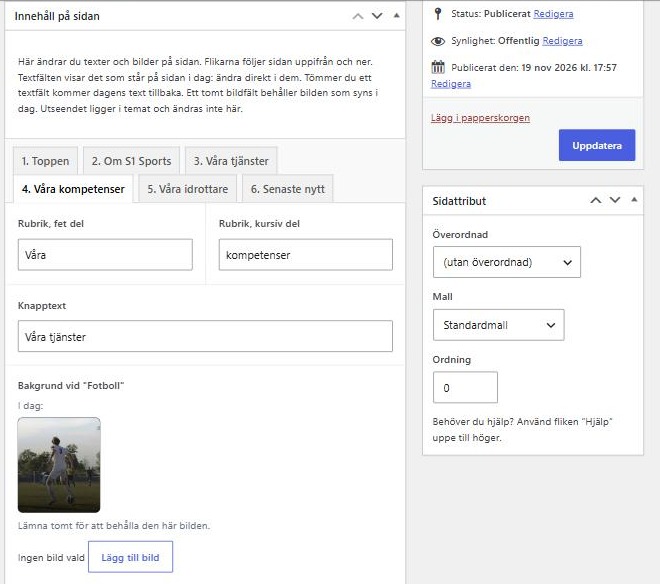 Innehåll på sidan
Här ändrar du texter och bilder på sidan. Flikarna följer sidan uppifrån och ner.
Textfälten visar det som står på sidan i dag: ändra direkt i dem. Tömmer du ett
textfält kommer dagens text tillbaka. Ett tomt bildfält behåller bilden som syns i
dag. Utseendet ligger i temat och ändras inte här.
1. Toppen
2. Om S1 Sports
3. Våra tjänster
4. Våra kompetenser
5. Våra idrottare
6. Senaste nytt
Rubrik, fet del
Rubrik, kursiv del
Våra
kompetenser
Knapptext
Våra tjänster
Bakgrund vid "Fotboll"
I dag:
Lämna tomt för att behålla den här bilden.
Ingen bild vald
Lägg till bild
Status: Publicerat Redigera
Synlighet: Offentlig Redigera
Publicerat den: 19 nov 2026 kl. 17:57
Redigera
Lägg i papperskorgen
Uppdatera
Sidattribut
Överordnad
(utan överordnad)
Mall
Standardmall
Ordning
0
Behöver du hjälp? Använd fliken "Hjälp"
uppe till höger.